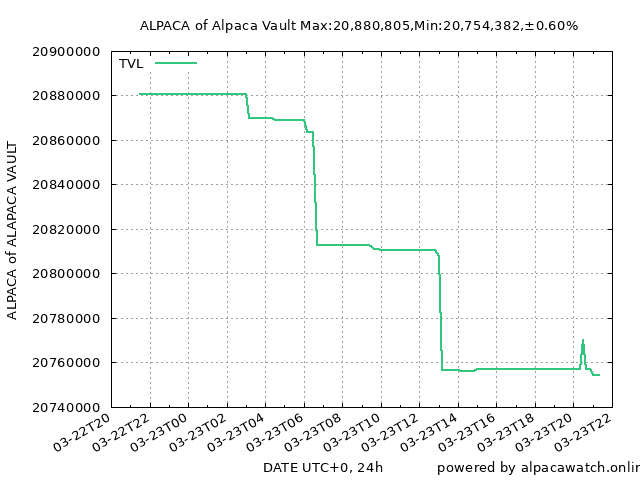 ALPACA of Alpaca Vault Max:20,880,805,Min:20,754,382,±0.60%
TVL
ALPACA of ALAPACA VAULT
20900000
20880000
20860000
20840000
20820000
20800000
20780000
20760000
20740000
03-22T20
03-22T22
03-23T00
03-23T02
03-23T04
03-23T06
03-23T08
03-23T10
03-23T12
03-23T14
03-23T16
03-23T18
03-23T20
03-23T22
DATE UTC+0, 24h
powered by alpacawatch.onlin